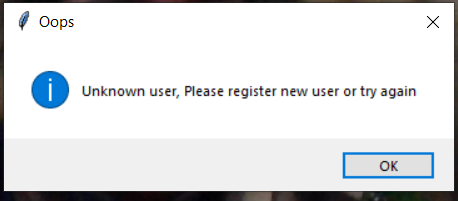 Oops
Unknown user, Please register new user or try again
OK